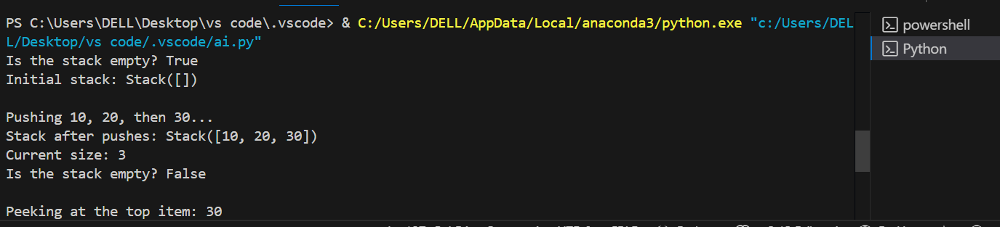 PS C:\Users\DELL\Desktop\vs code\.vscode> & C:/Users/DELL/AppData/Local/anaconda3/python.exe "c:/Users/DEL
L/Desktop/vs code/.vscode/ai.py"
Is the stack empty? True
Initial stack: Stack([])
Pushing 10, 20, then 30...
Stack after pushes: Stack([10, 20, 30])
Current size: 3
Is the stack empty? False
Peeking at the top item: 30
powershell
Python